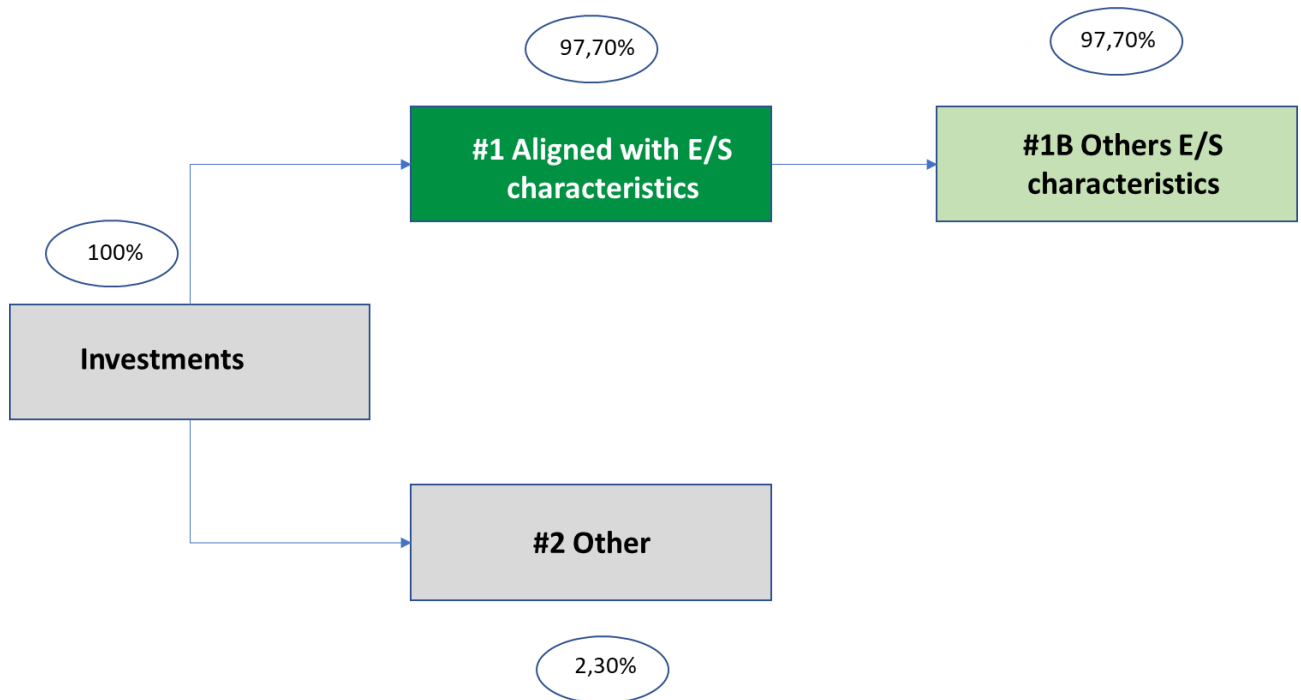 97,70%
97,70%
#1 Aligned with E/S
characteristics
#1B Others E/S
characteristics
100%
Investments
#2 Other
2,30%